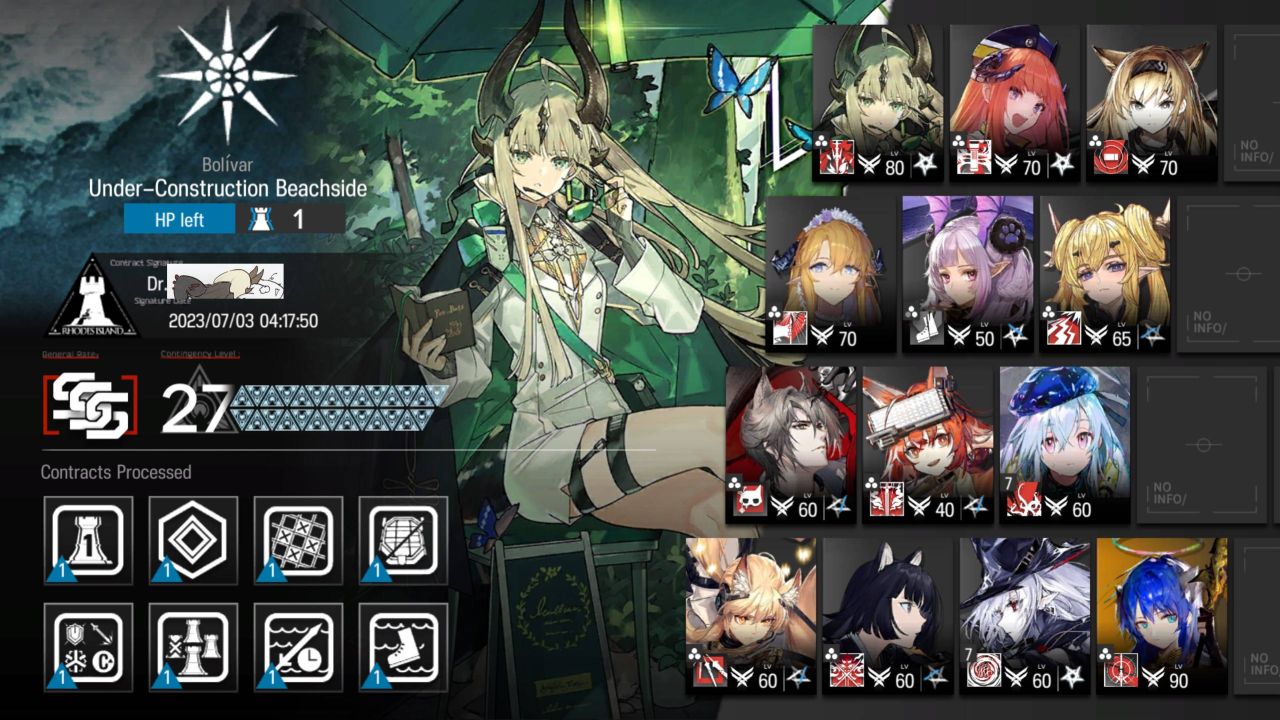 Bolívar
Under-Construction Beachside
HP left 1
Contract Signature
Dr.
Signature Date
2023/07/03 04:17:50
RHODES ISLAND
General Rate:
Contingency Level:
27
Contracts Processed
1
1
1
1
1
1
1
1
1
LV
80
LV
70
LV
70
NO
INFO/
LV
70
LV
50
LV
65
NO
INFO/
LV
60
LV
40
7
LV
60
NO
INFO/
LV
60
LV
60
7
LV
60
LV
90
NO
INFO/